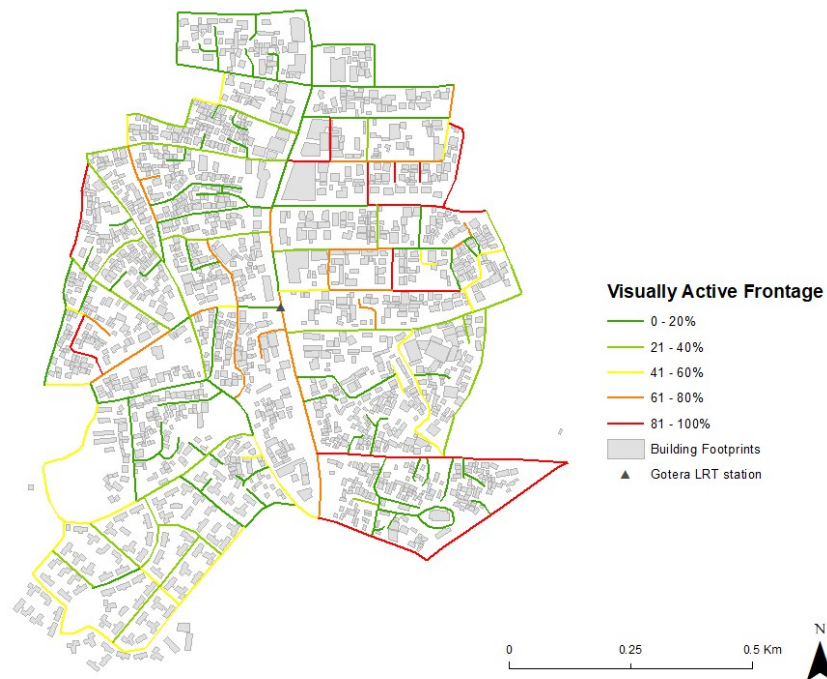 Visually Active Frontage
0 - 20%
21 - 40%
41 - 60%
61 - 80%
81 - 100%
Building Footprints
Gotera LRT station
N
0 0.25 0.5 Km